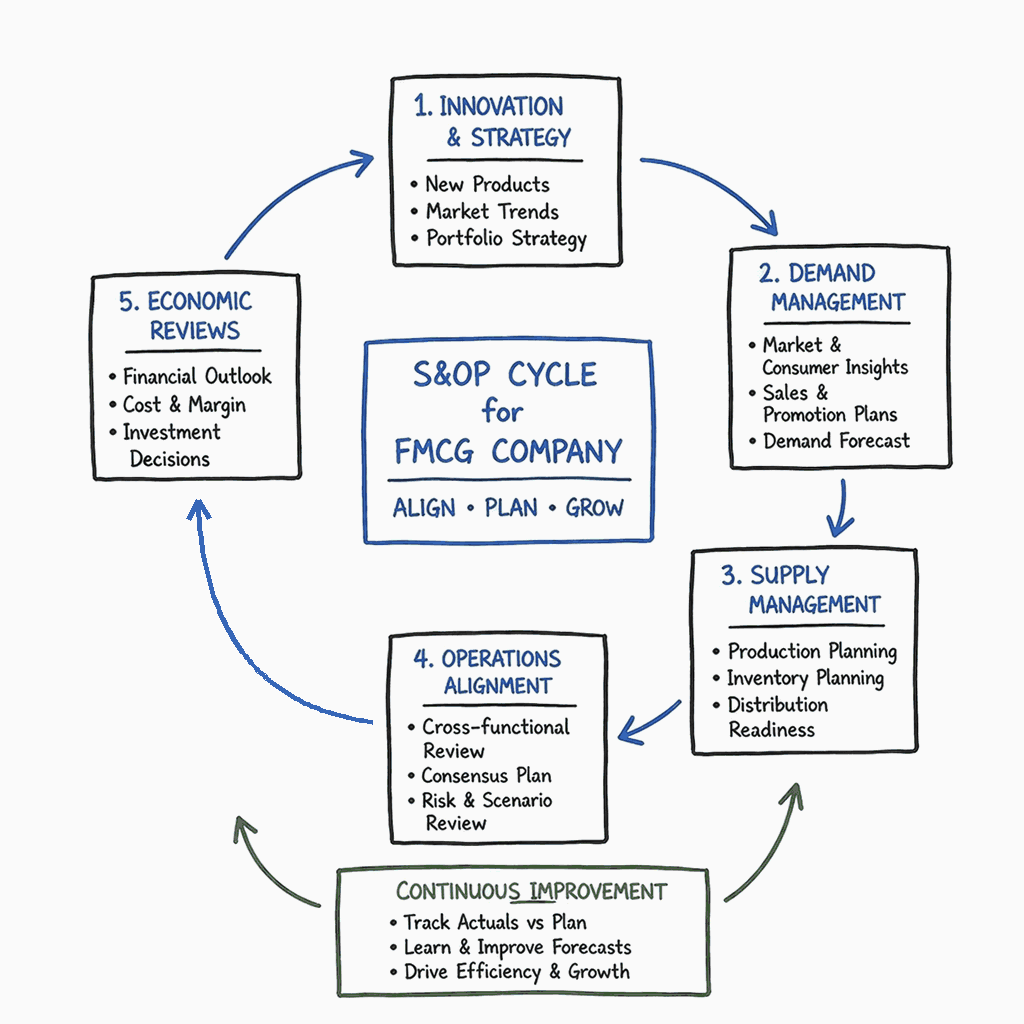 1. INNOVATION
& STRATEGY
• New Products
• Market Trends
• Portfolio Strategy
2. DEMAND
MANAGEMENT
• Market &
Consumer Insights
• Sales &
Promotion Plans
• Demand Forecast
3. SUPPLY
MANAGEMENT
• Production Planning
• Inventory Planning
• Distribution
Readiness
4. OPERATIONS
ALIGNMENT
• Cross-functional
Review
• Consensus Plan
• Risk & Scenario
Review
5. ECONOMIC
REVIEWS
• Financial Outlook
• Cost & Margin
• Investment
Decisions
S&OP CYCLE
for
FMCG COMPANY
ALIGN • PLAN • GROW
CONTINUOUS IMPROVEMENT
• Track Actuals vs Plan
• Learn & Improve Forecasts
• Drive Efficiency & Growth